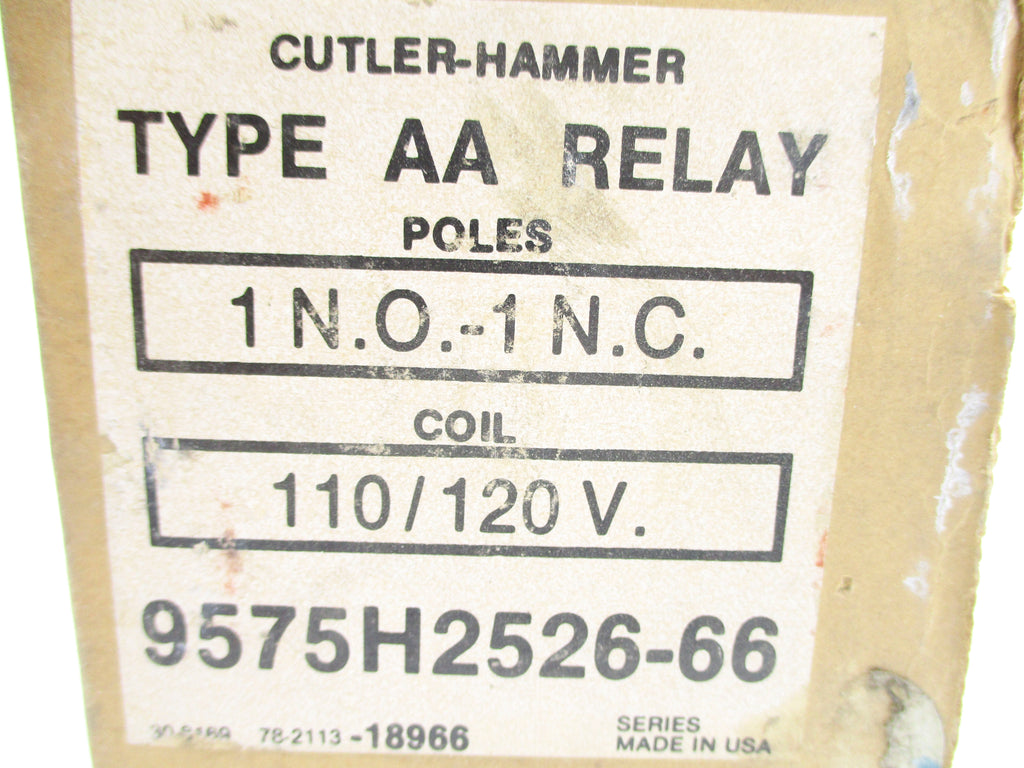 CUTLER-HAMMER
TYPE AA RELAY
POLES
1 N.O.-1 N.C.
COIL
110/120 V.
9575H2526-66
78-2113 -18966
SERIES
MADE IN USA